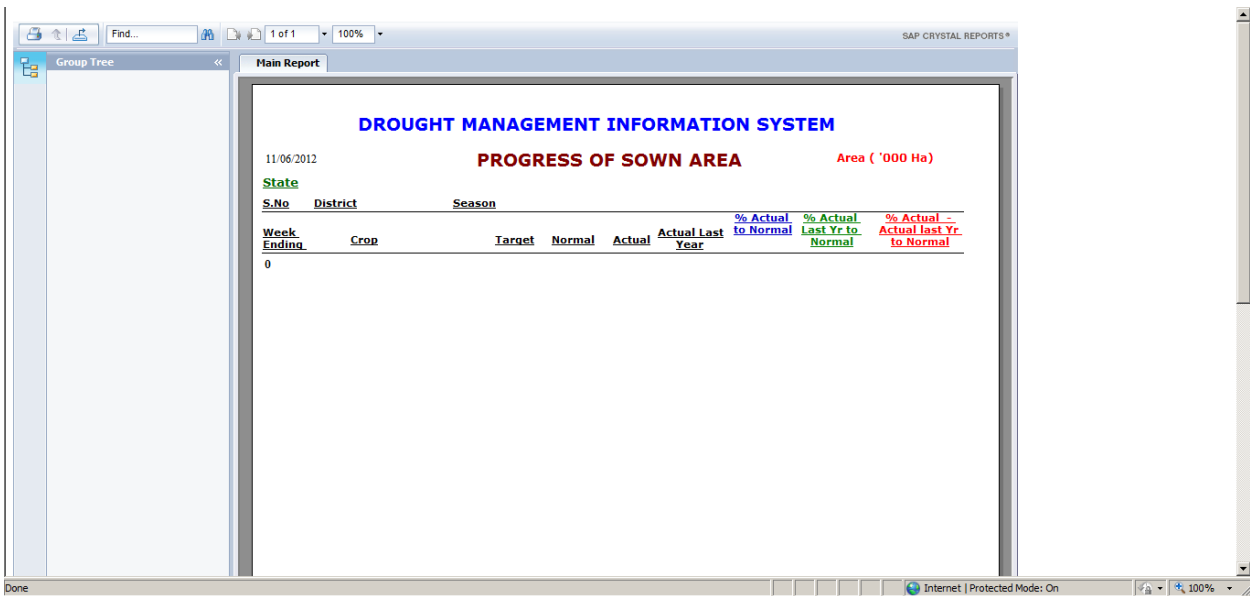 Find... 1 of 1 100% SAP CRYSTAL REPORTS®
Group Tree « Main Report
DROUGHT MANAGEMENT INFORMATION SYSTEM
11/06/2012 PROGRESS OF SOWN AREA Area ( '000 Ha)
State
S.No District Season
Week Ending Crop Target Normal Actual Actual Last Year % Actual to Normal % Actual Last Yr to Normal % Actual - Actual last Yr to Normal
0
Done Internet | Protected Mode: On 100%